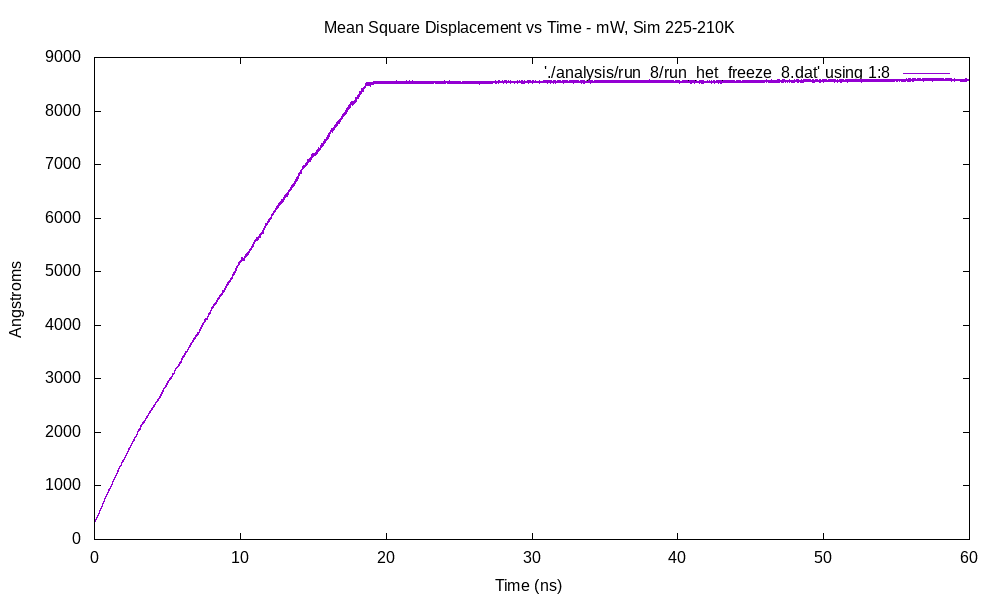 Mean Square Displacement vs Time - mW, Sim 225-210K
'./analysis/run_8/run_het_freeze_8.dat' using 1:8
9000
8000
7000
6000
5000
4000
3000
2000
1000
0
Angstroms
0 10 20 30 40 50 60
Time (ns)